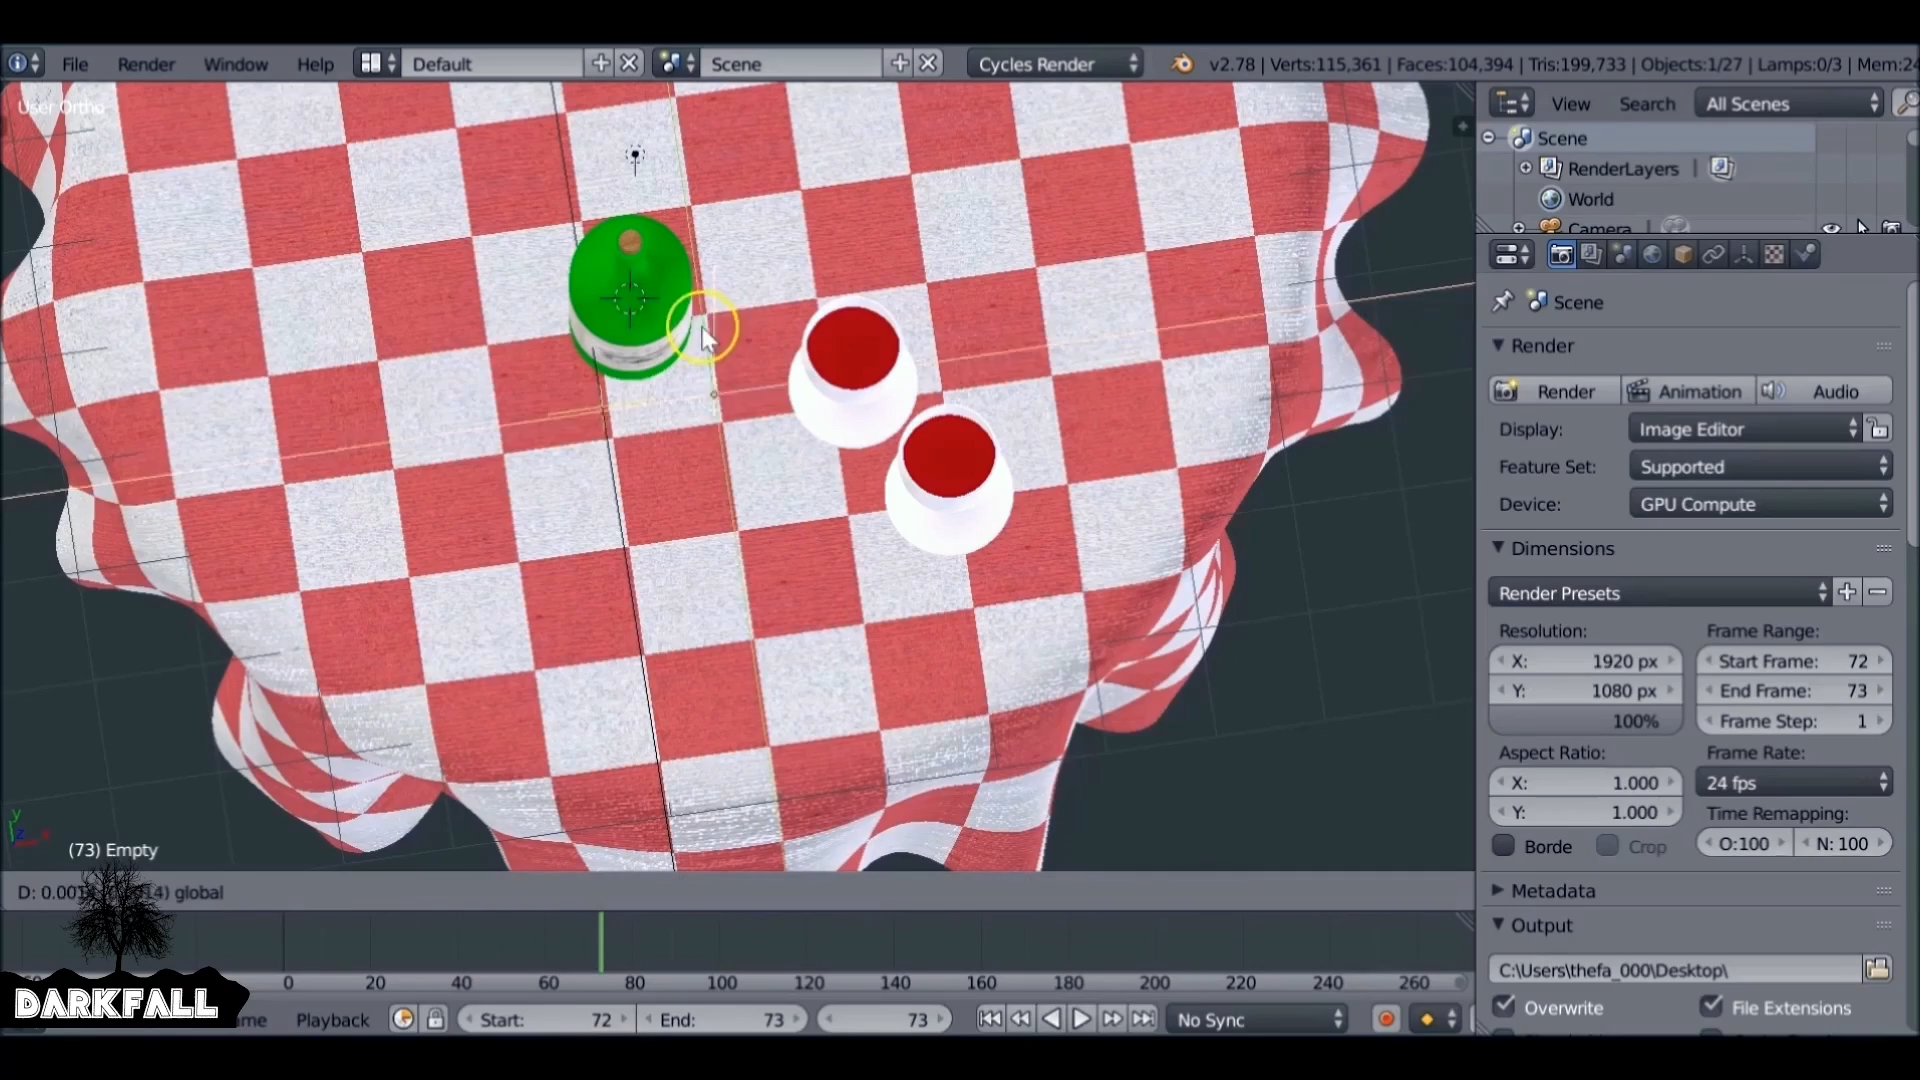 File Render Window Help Default Scene Cycles Render v2.78 | Verts:115,361 | Faces:104,394 | Tris:199,733 | Objects:1/27 | Lamps:0/3 | Mem:24
User Ortho
View Search All Scenes
Scene
RenderLayers
World
Camera
Scene
Render
Render Animation Audio
Display: Image Editor
Feature Set: Supported
Device: GPU Compute
Dimensions
Render Presets
Resolution: Frame Range:
X: 1920 px Start Frame: 72
Y: 1080 px End Frame: 73
100% Frame Step: 1
Aspect Ratio: Frame Rate:
X: 1.000 24 fps
Y: 1.000 Time Remapping:
Borde Crop O:100 N: 100
Metadata
Output
C:\Users\thefa_000\Desktop\
Overwrite File Extensions
y
z
x
(73) Empty
global
0 20 40 60 80 100 120 140 160 180 200 220 240 260
DARKFALL
Playback Start: 72 End: 73 73 No Sync